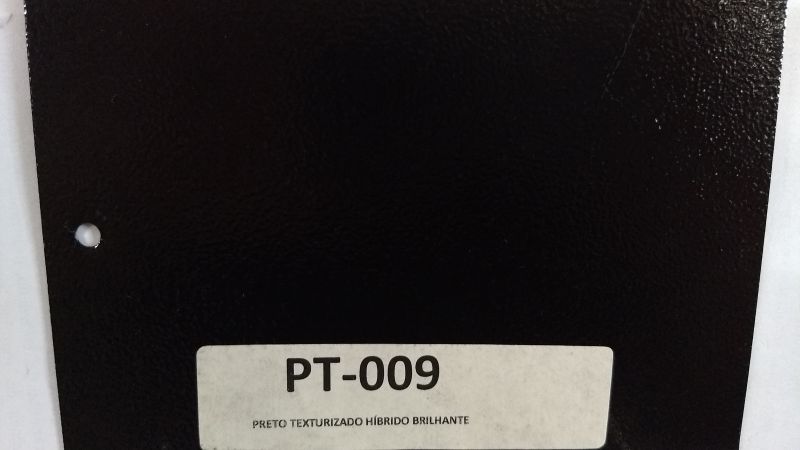 PT-009
PRETO TEXTURIZADO HÍBRIDO BRILHANTE